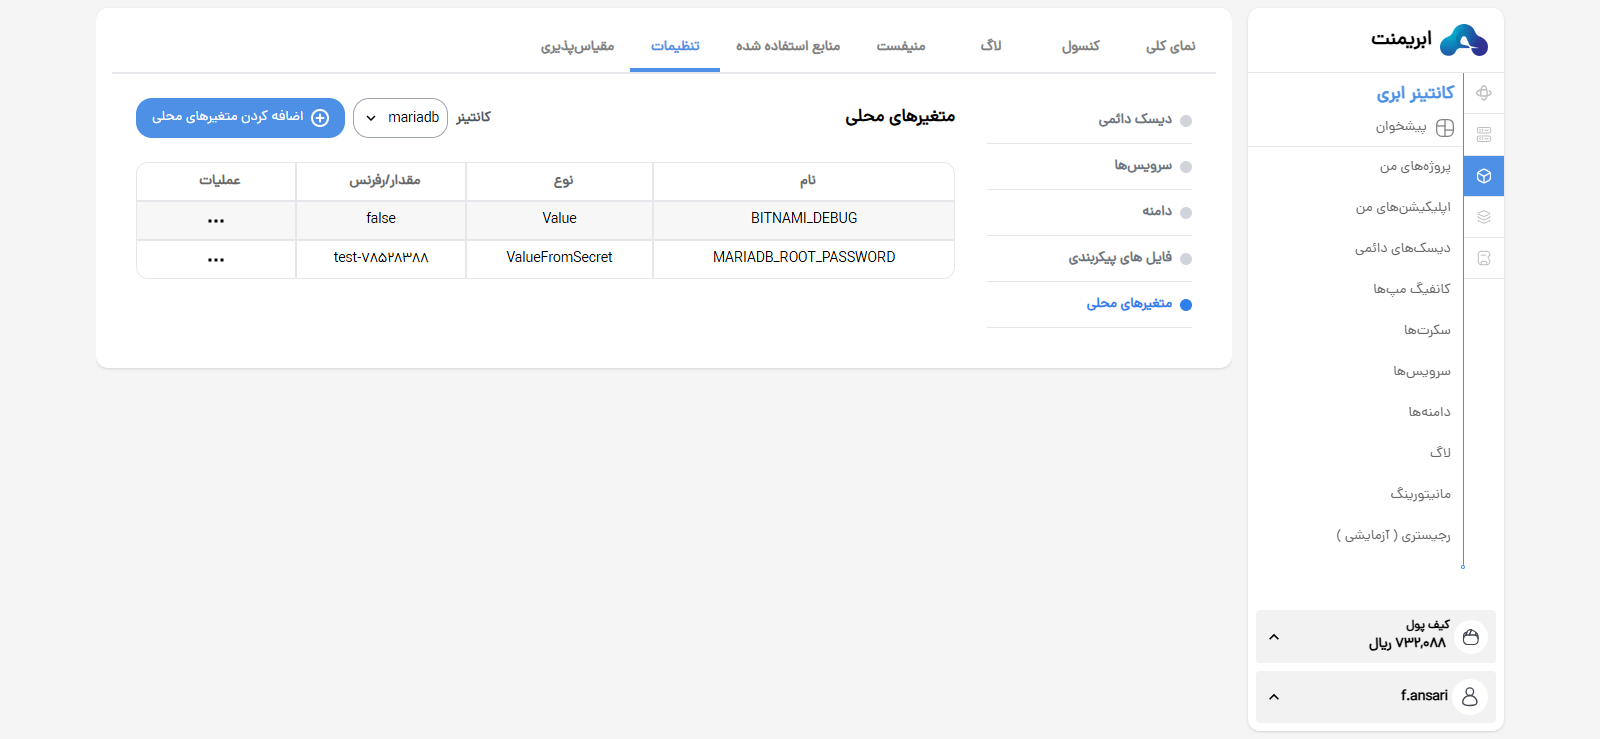 ابریمنت
کانتینر ابری
پیشخوان
پروژه‌های من
اپلیکیشن‌های من
دیسک‌های دائمی
کانفیگ مپ‌ها
سکرت‌ها
سرویس‌ها
دامنه‌ها
لاگ
مانیتورینگ
رجیستری ( آزمایشی )
کیف پول
۷۳۲,۰۸۸ ریال
f.ansari
نمای کلی
کنسول
لاگ
منیفست
منابع استفاده شده
تنظیمات
مقیاس‌پذیری
دیسک دائمی
سرویس‌ها
دامنه
فایل های پیکربندی
متغیرهای محلی
متغیرهای محلی
کانتینر
mariadb
اضافه کردن متغیرهای محلی
نام نوع مقدار/رفرنس عملیات
BITNAMI_DEBUG Value false
MARIADB_ROOT_PASSWORD ValueFromSecret test-۷۸۵۲۸۳۸۸